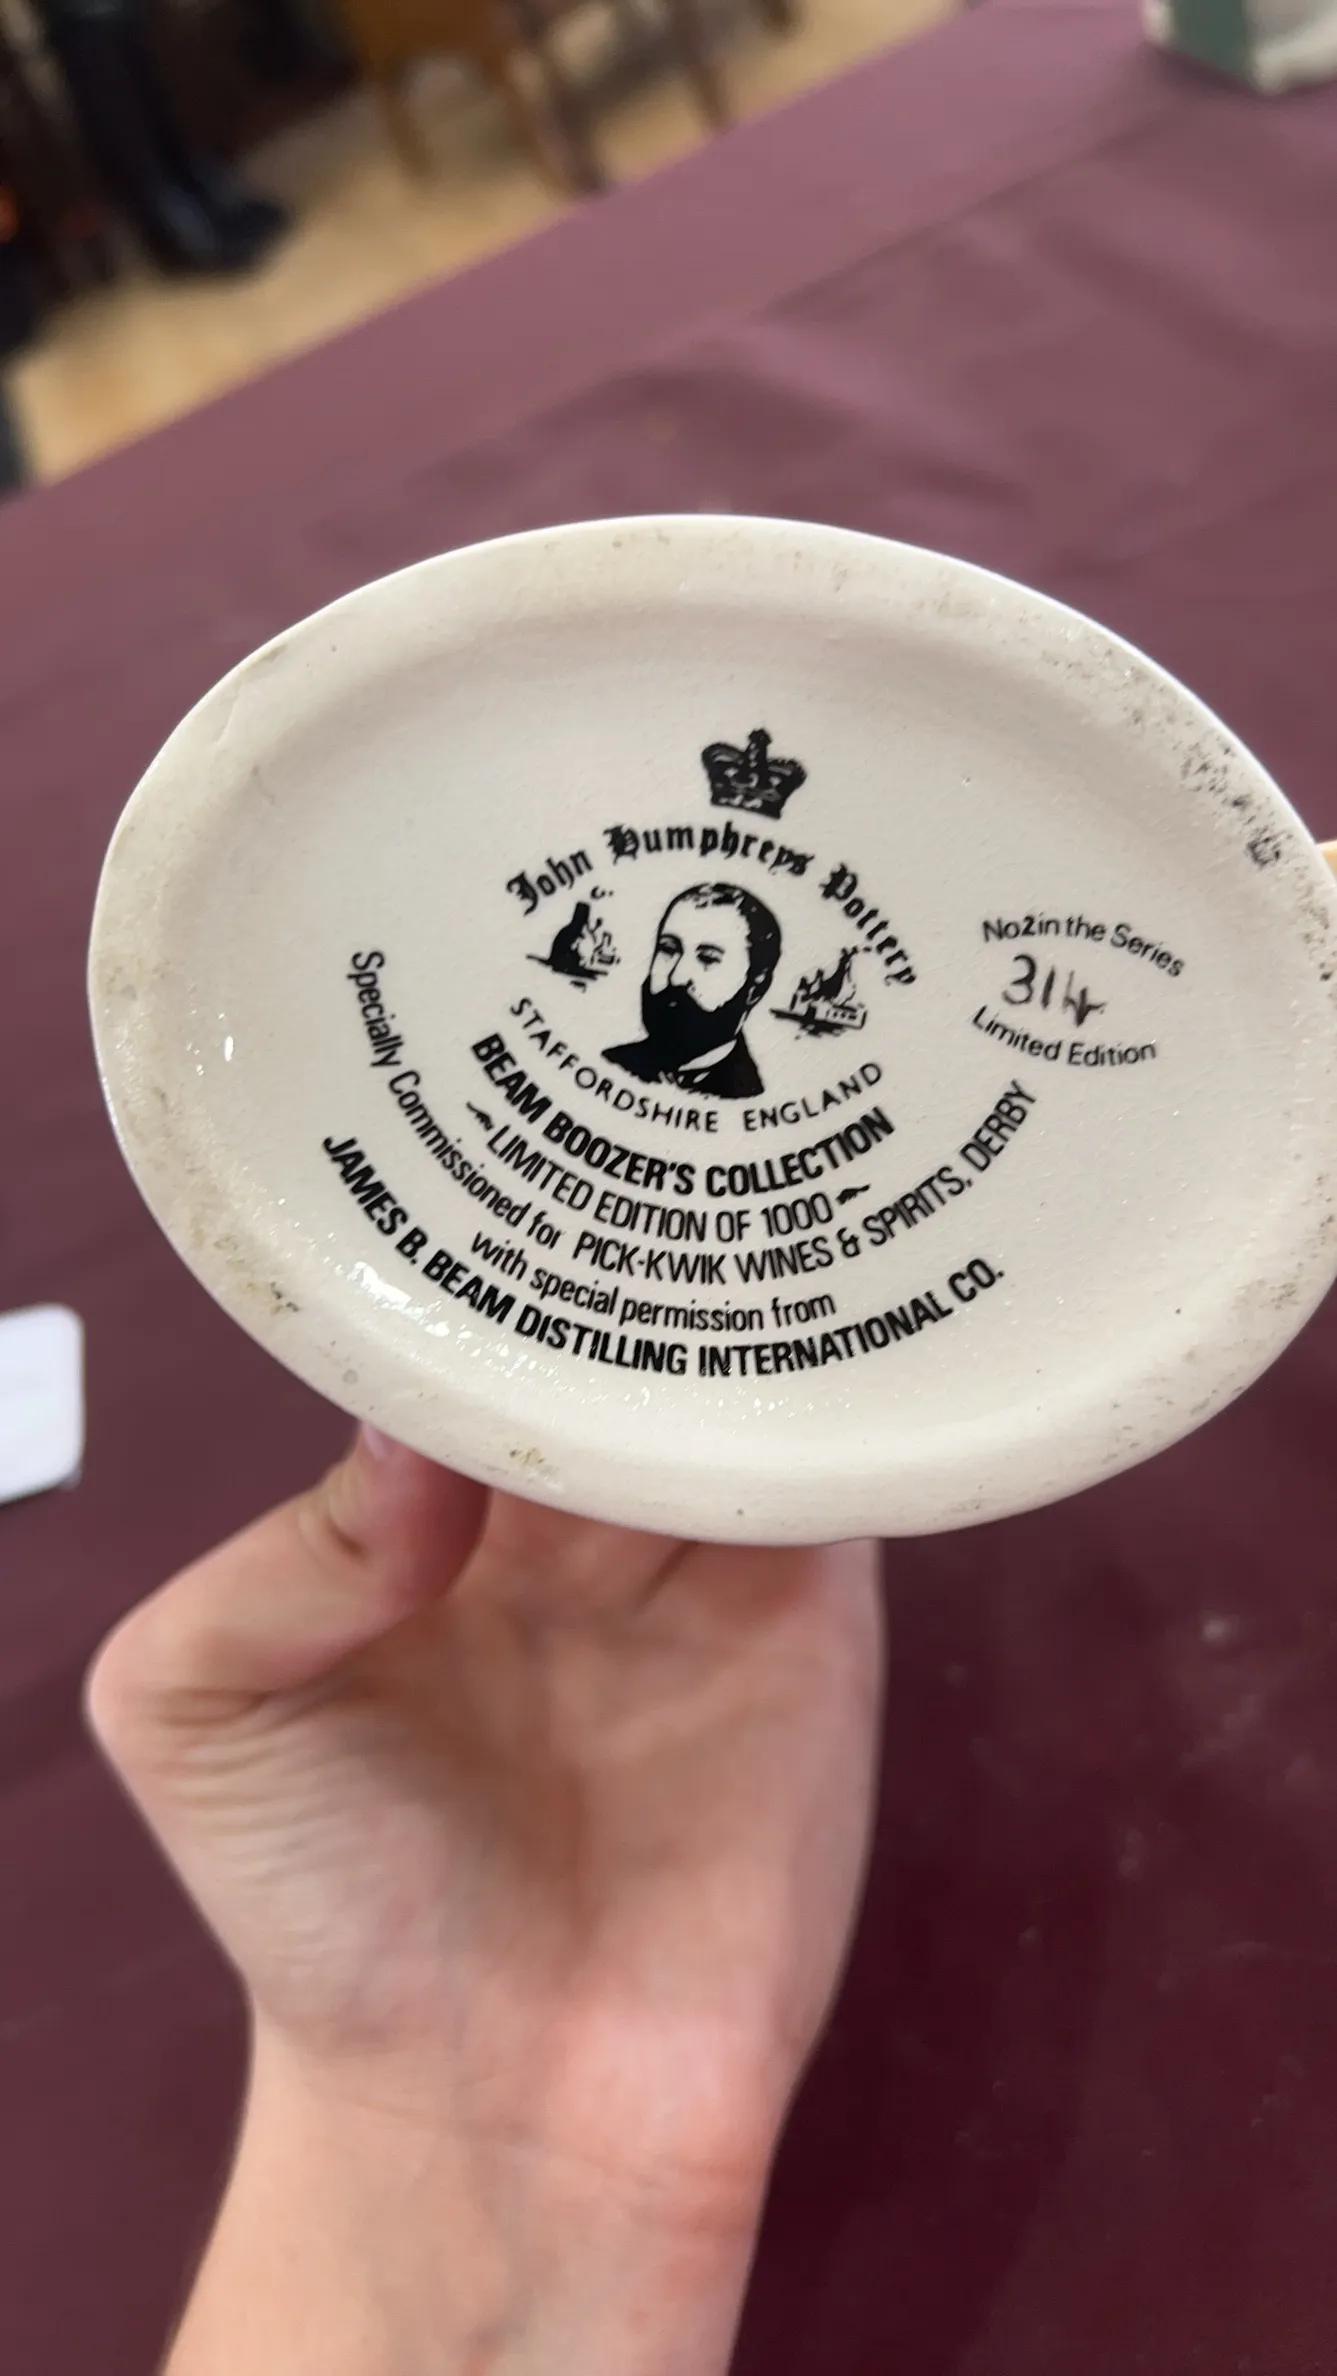 John Humphreys Pottery
STAFFORDSHIRE ENGLAND
BEAM BOOZER'S COLLECTION
LIMITED EDITION OF 1000
Specially Commissioned for PICK-KWIK WINES & SPIRITS, DERBY
with special permission from
JAMES B. BEAM DISTILLING INTERNATIONAL CO.
No2 in the Series
314
Limited Edition